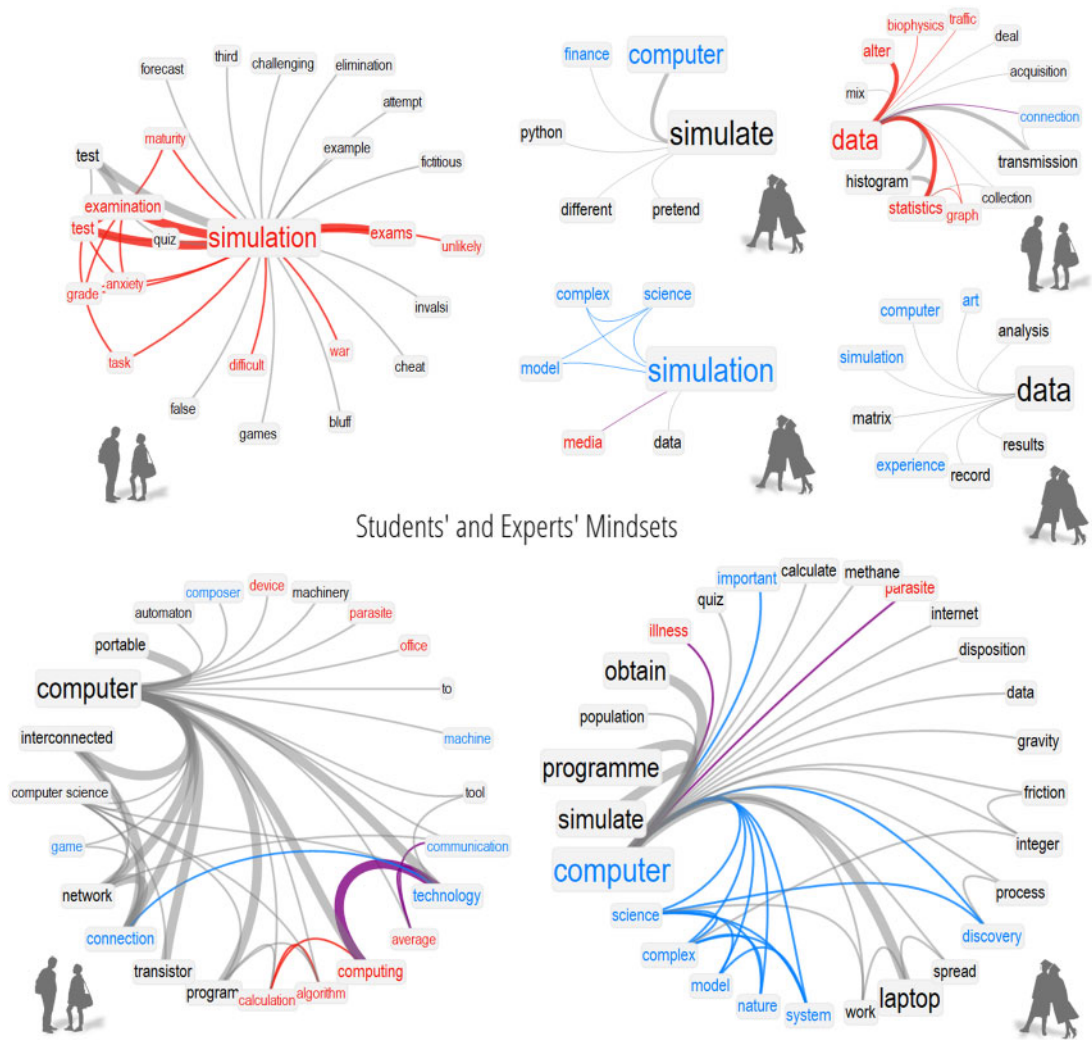 forecast
third
challenging
elimination
attempt
maturity
test
example
fictitious
examination
test
quiz
simulation
exams
unlikely
grade
anxiety
invalsi
task
difficult
war
cheat
false
games
bluff
finance
computer
python
simulate
different
pretend
biophysics
traffic
alter
deal
acquisition
mix
connection
data
transmission
histogram
statistics
graph
collection
complex
science
model
simulation
media
data
computer
art
analysis
simulation
data
matrix
results
experience
record
Students' and Experts' Mindsets
composer
device
machinery
automaton
parasite
portable
office
computer
to
interconnected
machine
computer science
tool
game
communication
network
technology
connection
average
transistor
computing
program
calculation
algorithm
important
calculate
methane
quiz
parasite
illness
internet
obtain
disposition
population
data
programme
gravity
simulate
friction
integer
computer
process
science
discovery
complex
spread
model
laptop
nature
system
work